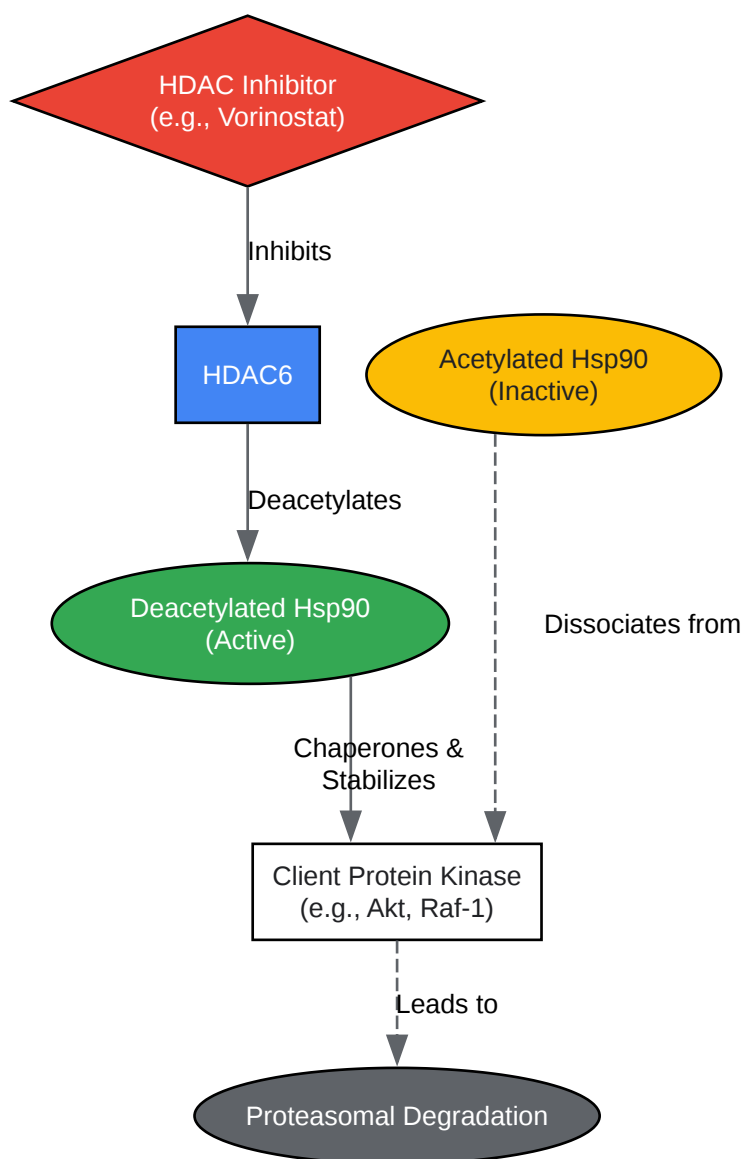 HDAC Inhibitor
(e.g., Vorinostat)
Inhibits
HDAC6
Acetylated Hsp90
(Inactive)
Deacetylates
Deacetylated Hsp90
(Active)
Dissociates from
Chaperones &
Stabilizes
Client Protein Kinase
(e.g., Akt, Raf-1)
Leads to
Proteasomal Degradation